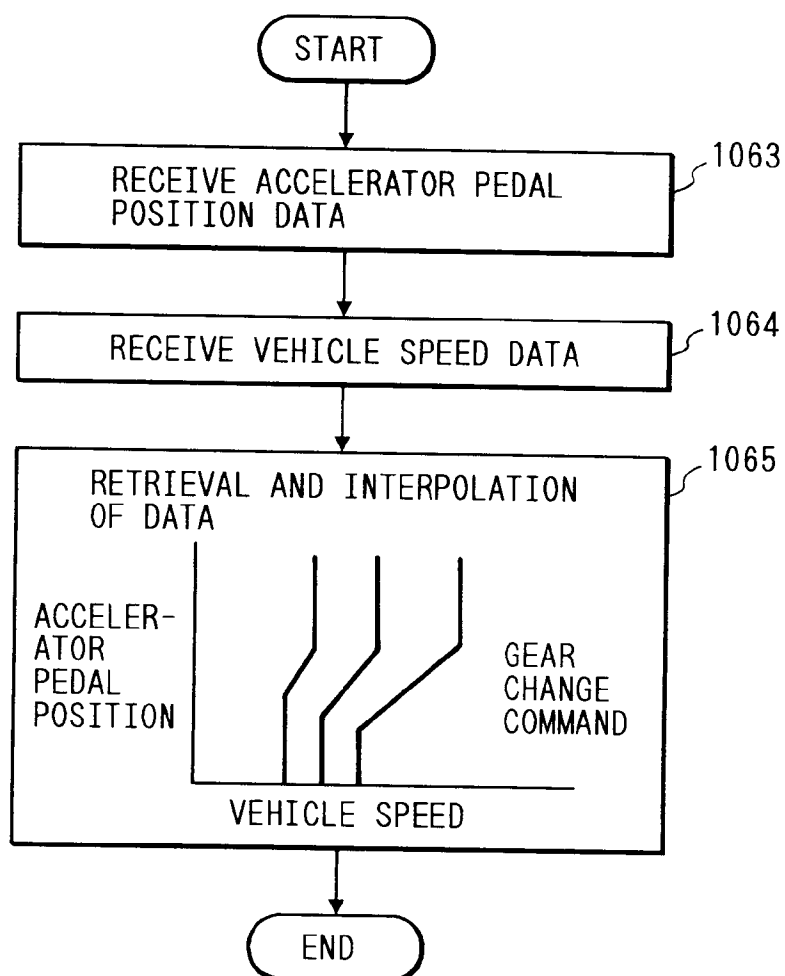 START
1063
RECEIVE ACCELERATOR PEDAL
POSITION DATA
1064
RECEIVE VEHICLE SPEED DATA
1065
RETRIEVAL AND INTERPOLATION
OF DATA
ACCELER-
ATOR
PEDAL
POSITION
GEAR
CHANGE
COMMAND
VEHICLE SPEED
END